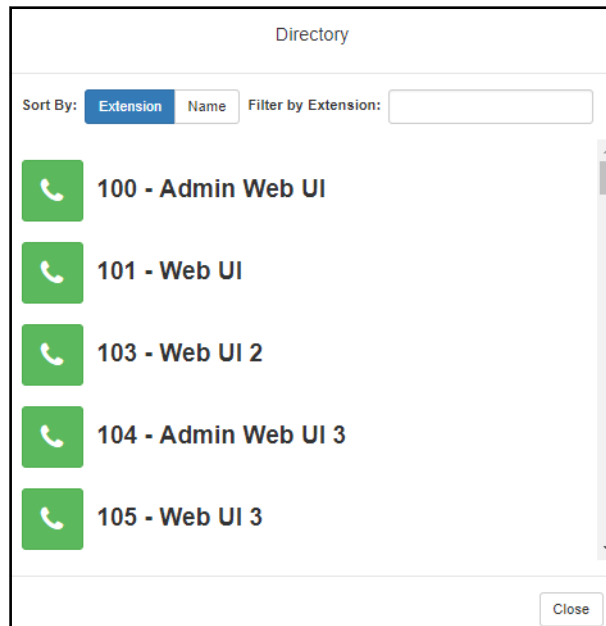 Directory
Sort By: Extension Name Filter by Extension:
100 - Admin Web UI
101 - Web UI
103 - Web UI 2
104 - Admin Web UI 3
105 - Web UI 3
Close